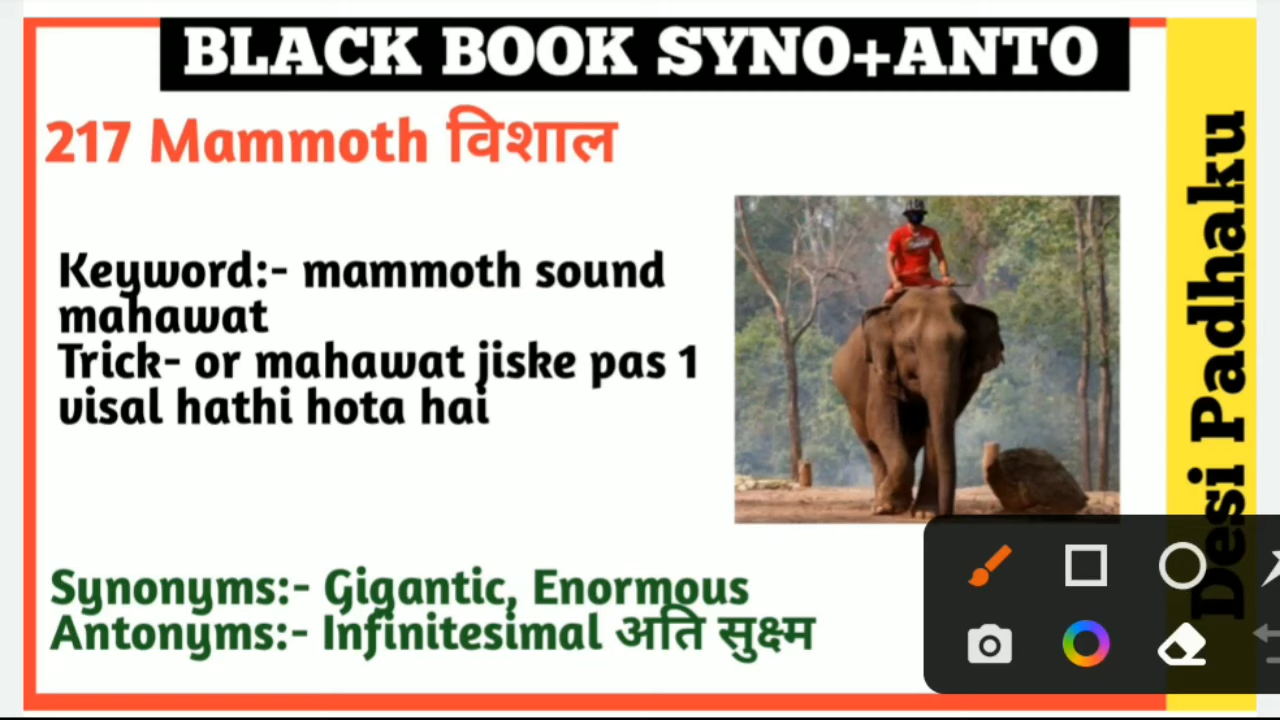 BLACK BOOK SYNO+ANTO
217 Mammoth विशाल
Keyword:- mammoth sound
mahawat
Trick- or mahawat jiske pas 1
visal hathi hota hai
Synonyms:- Gigantic, Enormous
Antonyms:- Infinitesimal अति सुक्ष्म
Desi Padhaku